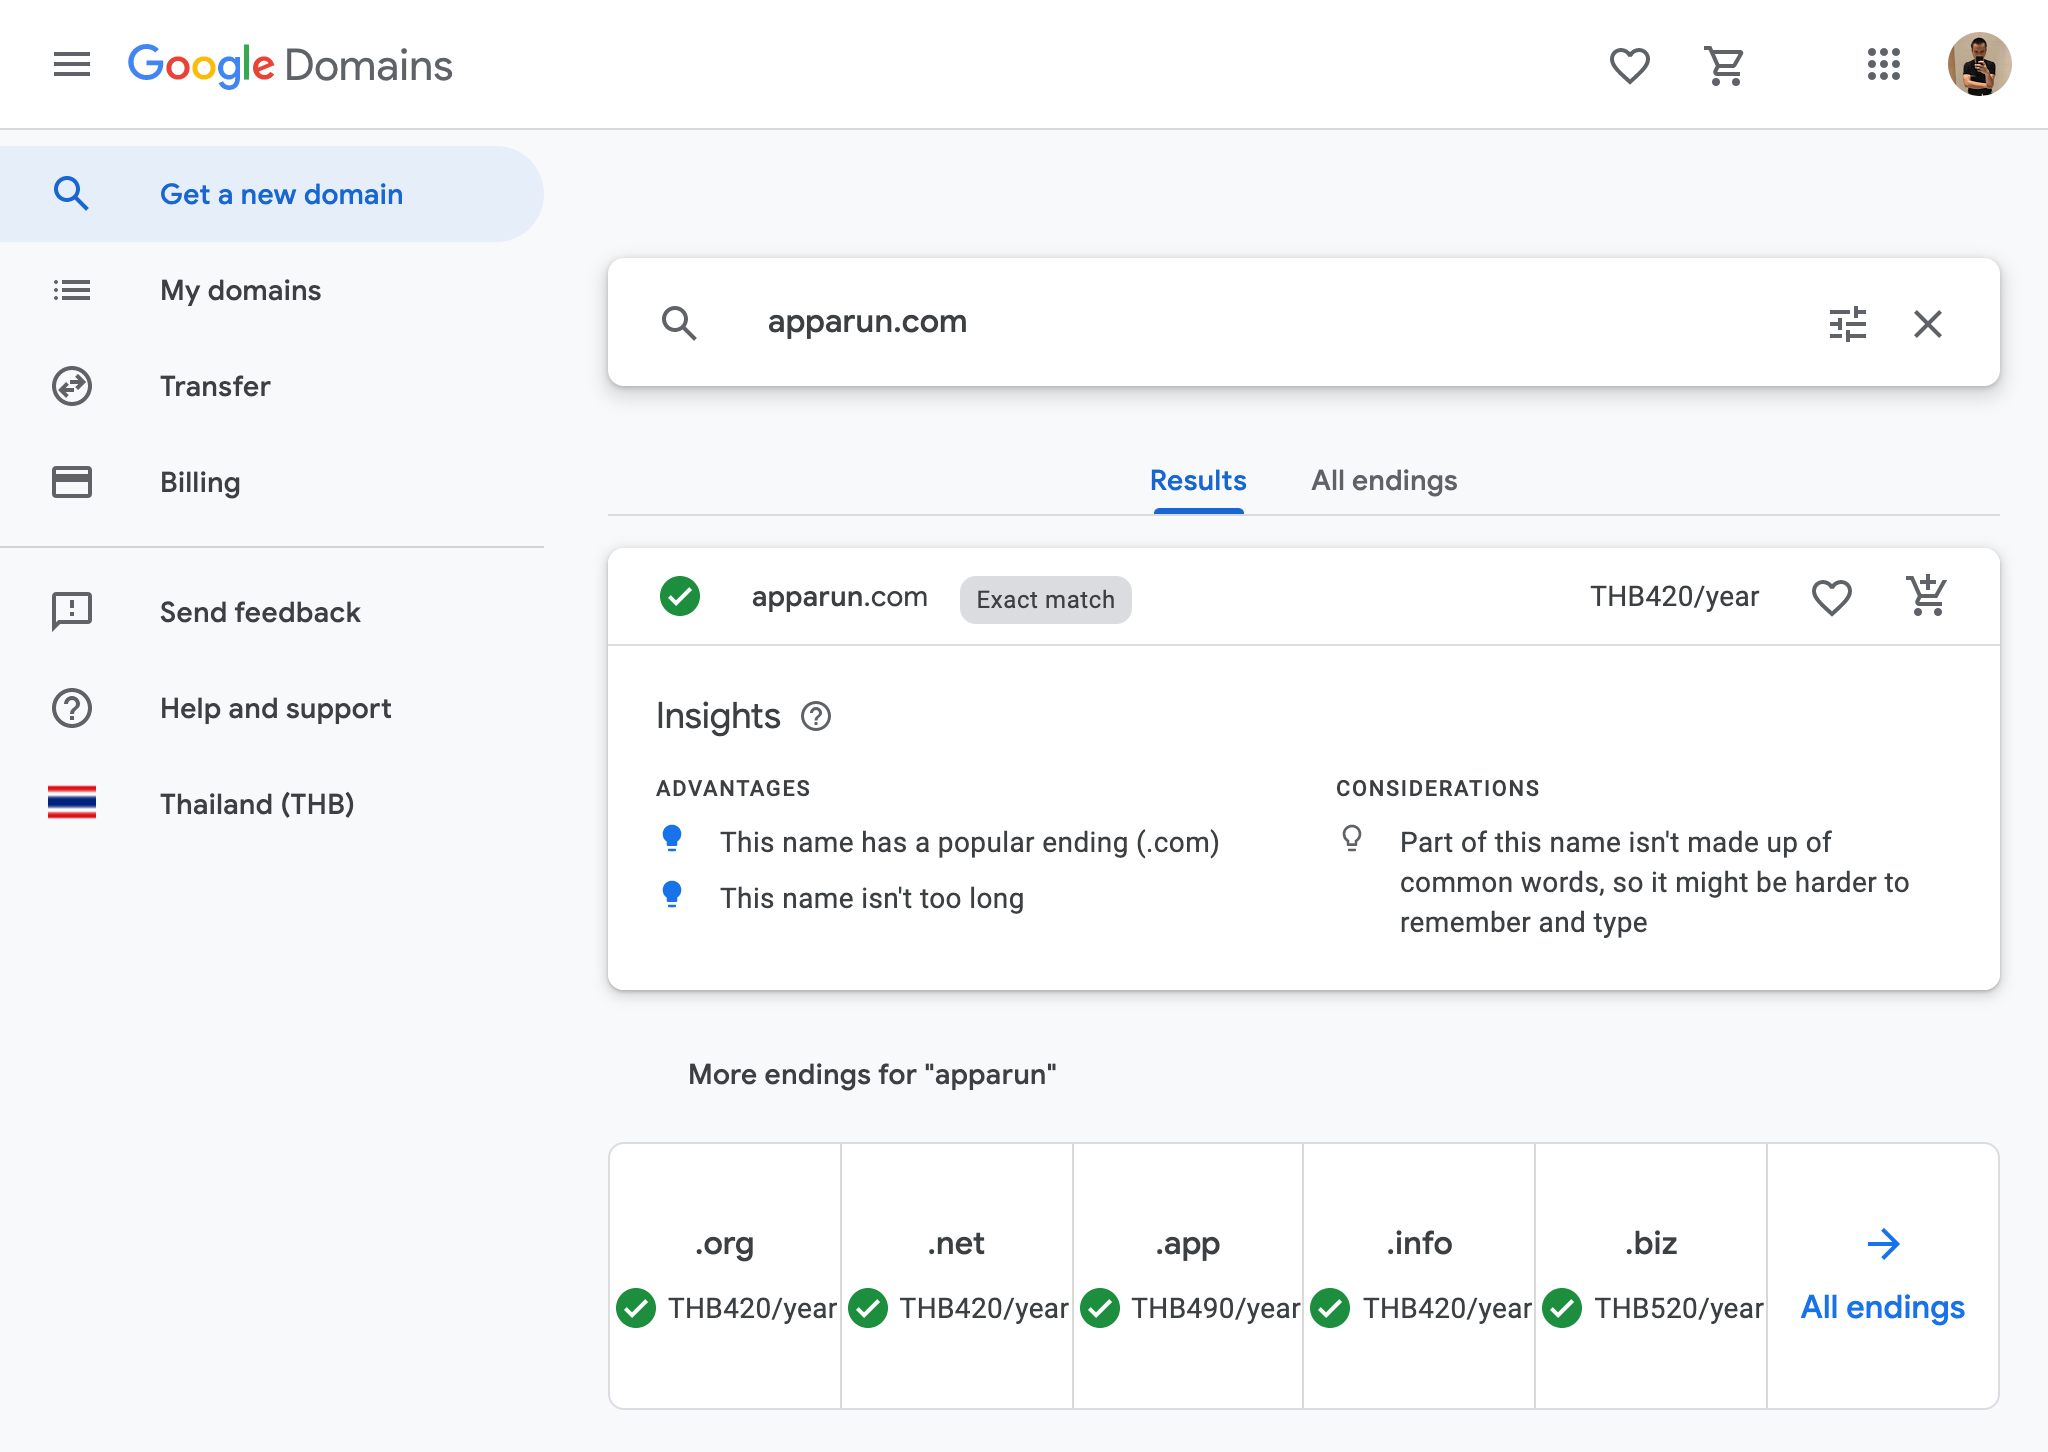 Google Domains
Get a new domain
My domains
Transfer
Billing
Send feedback
Help and support
Thailand (THB)
apparun.com
Results
All endings
apparun.com
Exact match
THB420/year
Insights
ADVANTAGES
This name has a popular ending (.com)
This name isn't too long
CONSIDERATIONS
Part of this name isn't made up of
common words, so it might be harder to
remember and type
More endings for "apparun"
.org
THB420/year
.net
THB420/year
.app
THB490/year
.info
THB420/year
.biz
THB520/year
All endings